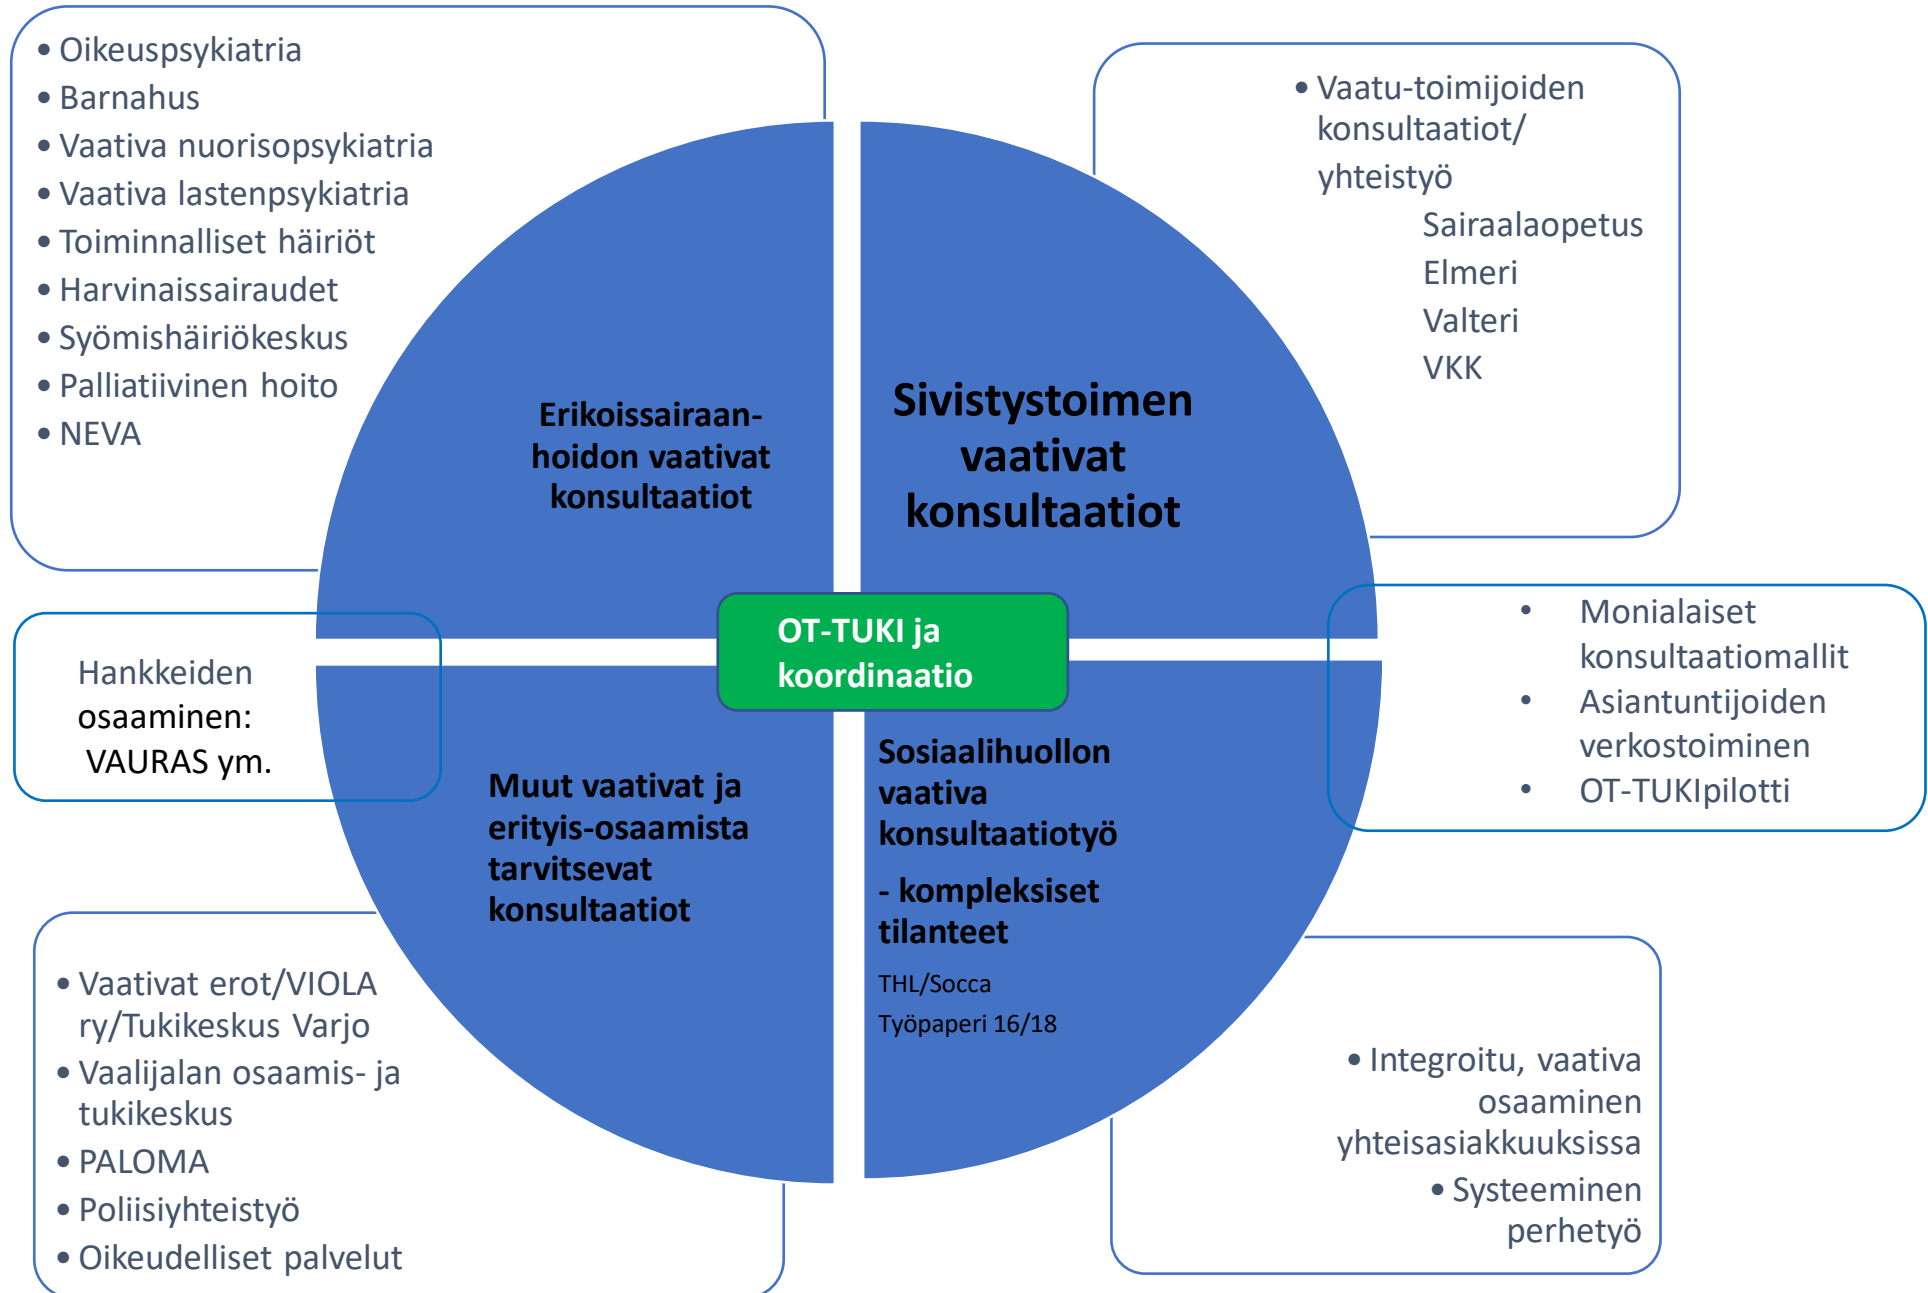 • Oikeuspsykiatria
• Barnahus
• Vaativa nuorisopsykiatria
• Vaativa lastenpsykiatria
• Toiminnalliset häiriöt
• Harvinaissairaudet
• Syömishäiriökeskus
• Palliatiivinen hoito
• NEVA
• Vaatu-toimijoiden
konsultaatiot/
yhteistyö
Sairaalaopetus
Elmeri
Valteri
VKK
Erikoissairaan-
hoidon vaativat
konsultaatiot
Sivistystoimen
vaativat
konsultaatiot
OT-TUKI ja
koordinaatio
Hankkeiden
osaaminen:
VAURAS ym.
• Monialaiset
konsultaatiomallit
• Asiantuntijoiden
verkostoiminen
• OT-TUKIpilotti
Muut vaativat ja
erityis-osaamista
tarvitsevat
konsultaatiot
Sosiaalihuollon
vaativa
konsultaatiotyö
- kompleksiset
tilanteet
THL/Socca
Työpaperi 16/18
• Vaativat erot/VIOLA
ry/Tukikeskus Varjo
• Vaalijalan osaamis- ja
tukikeskus
• PALOMA
• Poliisiyhteistyö
• Oikeudelliset palvelut
• Integroitu, vaativa
osaaminen
yhteisasiakkuuksissa
• Systeeminen
perhetyö